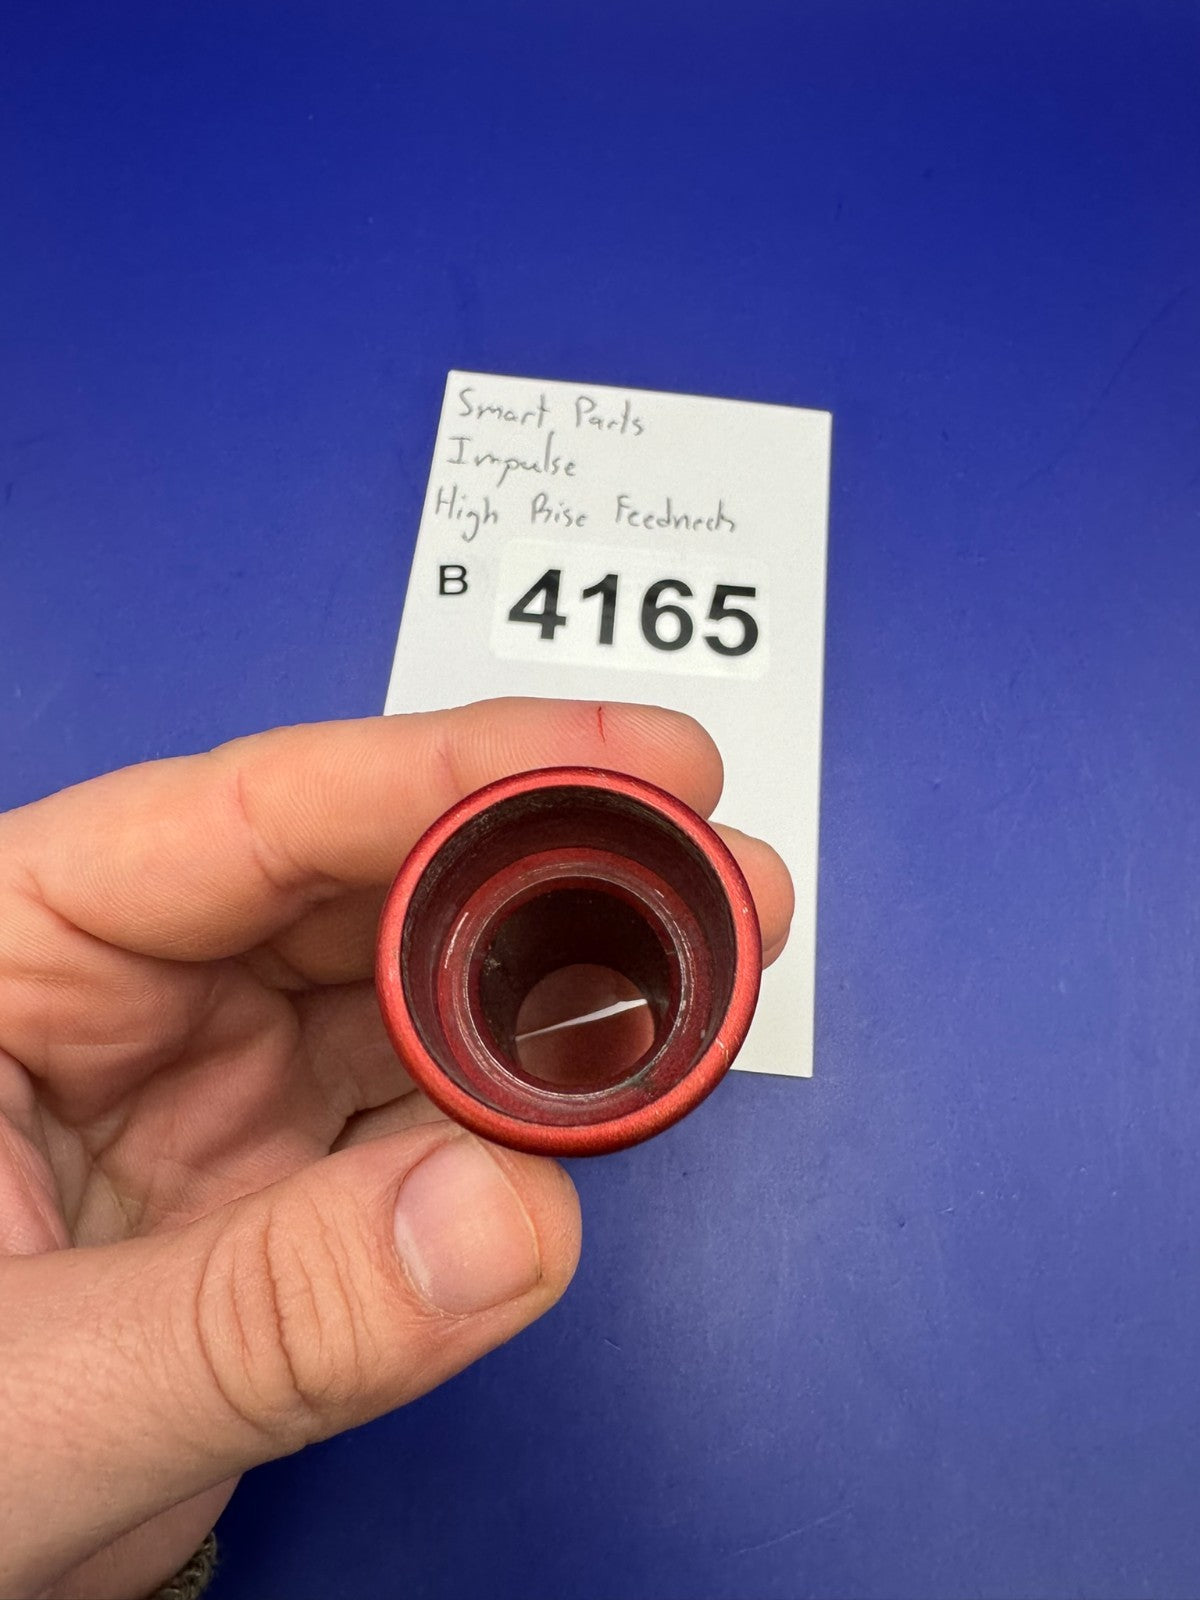 Smart Parts
Impulse
High Rise Feedneck
B 4165